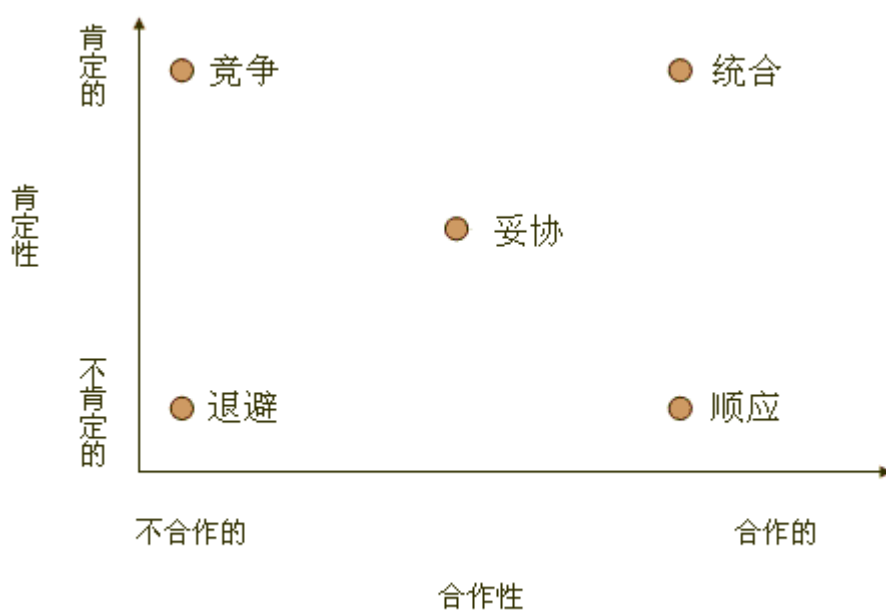 肯定的
竞争
统合
肯定性
妥协
不肯定的
退避
顺应
不合作的
合作的
合作性